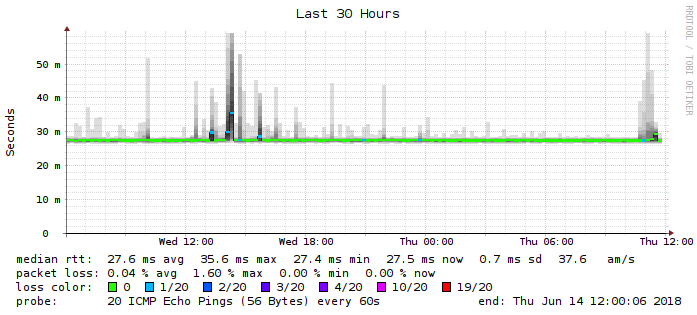 Last 30 Hours
RRDTOOL / TOBI OETIKER
Seconds
50 m
40 m
30 m
20 m
10 m
0
Wed 12:00 Wed 18:00 Thu 00:00 Thu 06:00 Thu 12:00
median rtt: 27.6 ms avg 35.6 ms max 27.4 ms min 27.5 ms now 0.7 ms sd 37.6 am/s
packet loss: 0.04 % avg 1.60 % max 0.00 % min 0.00 % now
loss color: 0 1/20 2/20 3/20 4/20 10/20 19/20
probe: 20 ICMP Echo Pings (56 Bytes) every 60s end: Thu Jun 14 12:00:06 2018